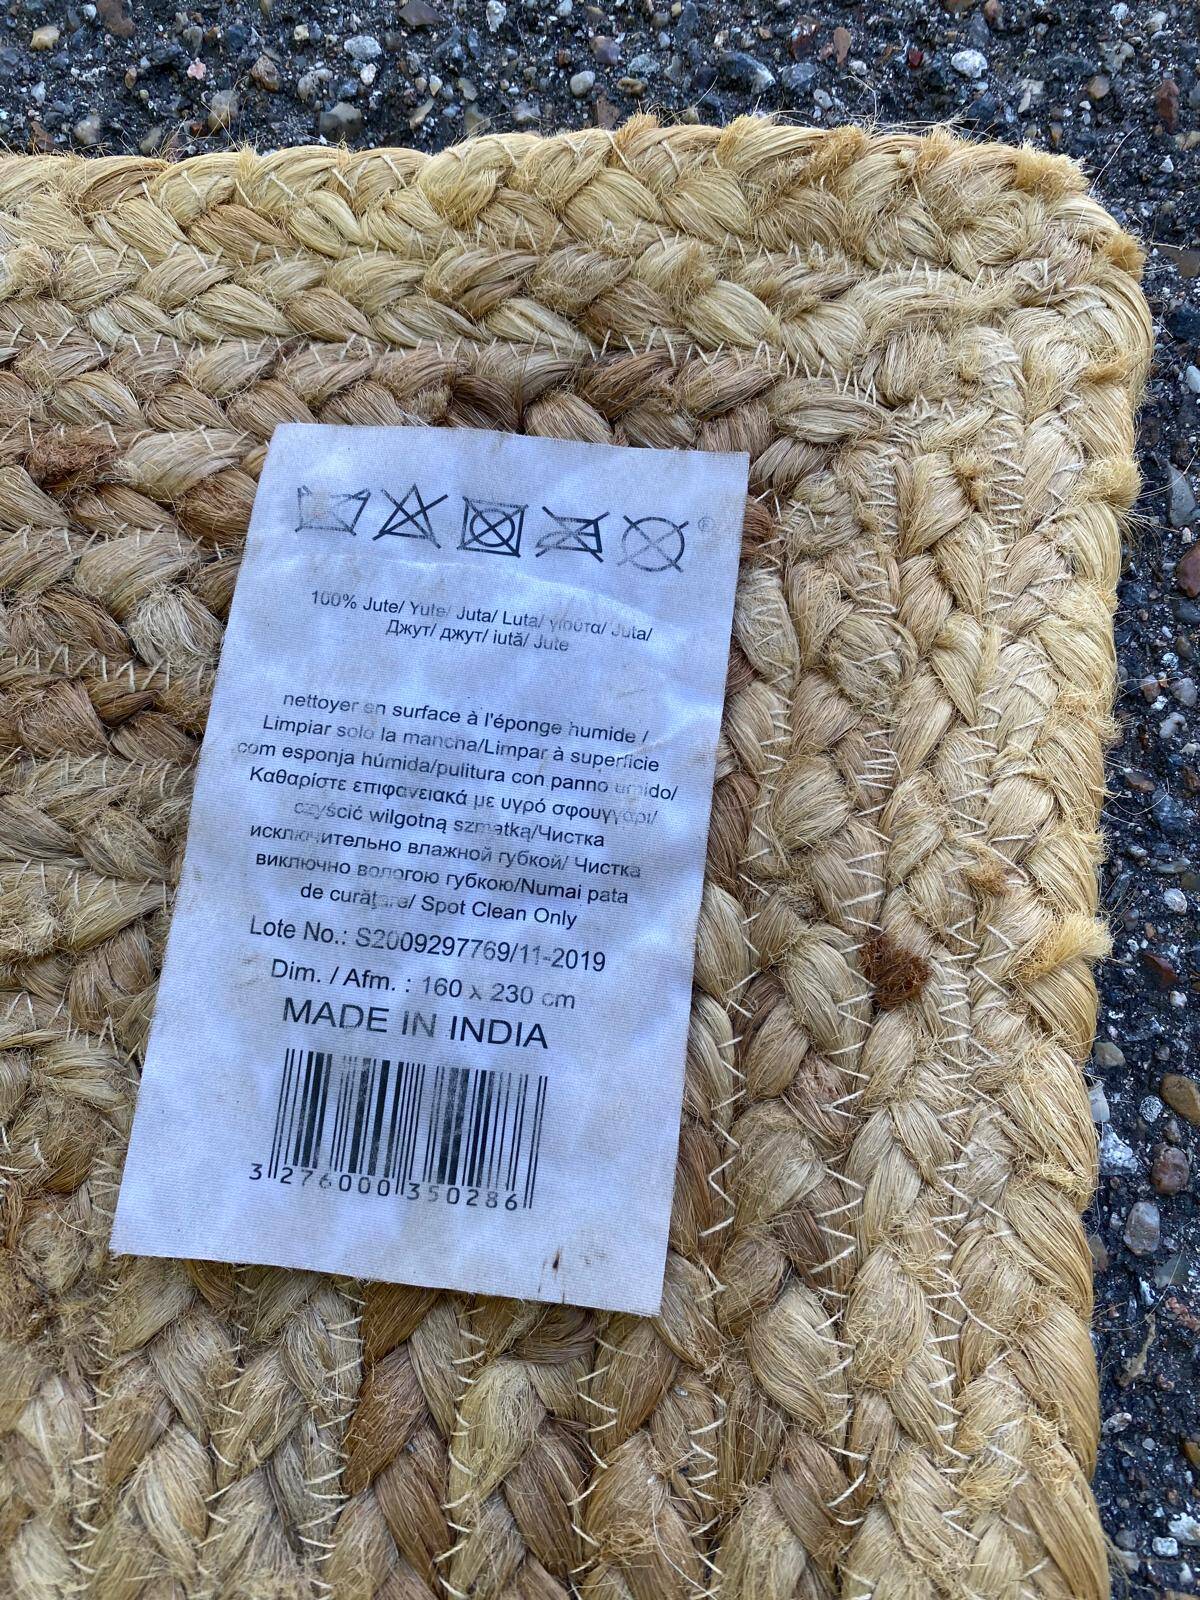 ®
100% Jute/ Yute/ Juta/ Luta/ γιούτα/ Juta/
Джут/ джут/ iută/ Jute
nettoyer en surface à l'éponge humide /
Limpiar solo la mancha/Limpar à superficie
com esponja húmida/pulitura con panno umido/
Καθαρίστε επιφανειακά με υγρό σφουγγάρι/
czyścić wilgotną szmatką/Чистка
исключительно влажной губкой/ Чистка
виключно вологою губкою/Numai pata
de curățare/ Spot Clean Only
Lote No.: S2009297769/11-2019
Dim. / Afm. : 160 x 230 cm
MADE IN INDIA
3 276000 350286